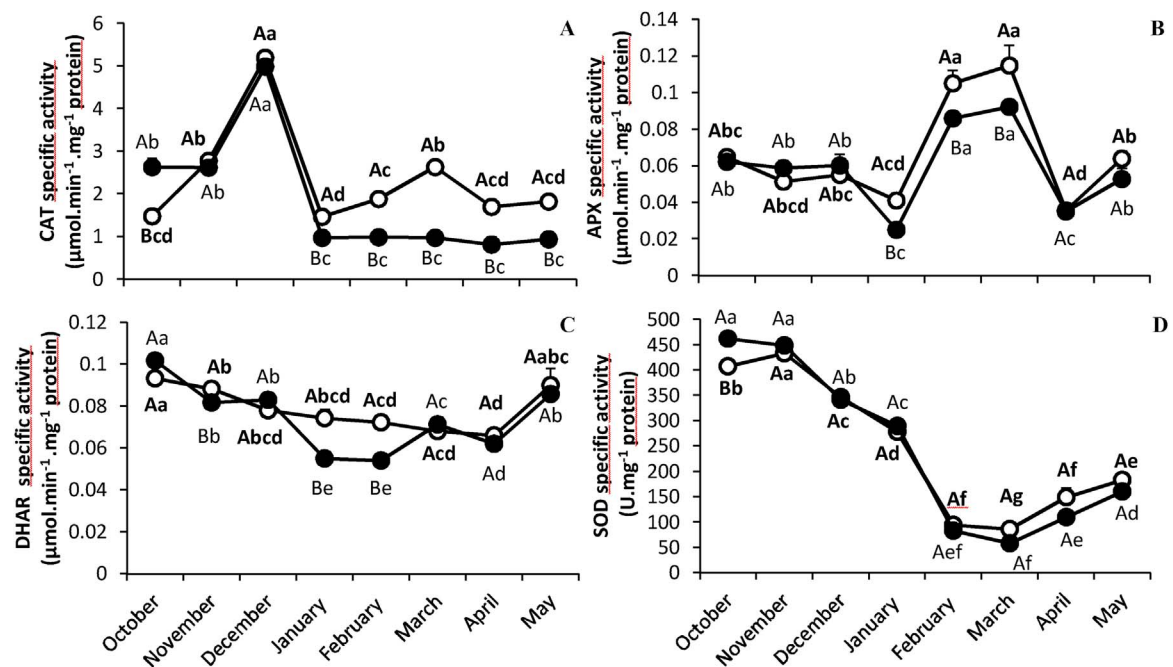 A
CAT specific activity
(µmol.min⁻¹.mg⁻¹ protein)
6
5
4
3
2
1
0
Ab
Bcd
Ab
Ab
Aa
Aa
Ad
Bc
Ac
Bc
Ab
Bc
Acd
Bc
Acd
Bc
B
APX specific activity
(µmol.min⁻¹.mg⁻¹ protein)
0.14
0.12
0.1
0.08
0.06
0.04
0.02
0
Abc
Ab
Ab
Abcd
Ab
Abc
Acd
Bc
Aa
Ba
Aa
Ba
Ad
Ac
Ab
Ab
C
DHAR specific activity
(µmol.min⁻¹.mg⁻¹ protein)
0.12
0.1
0.08
0.06
0.04
0.02
0
Aa
Aa
Ab
Bb
Ab
Abcd
Abcd
Be
Acd
Be
Ac
Acd
Ad
Ad
Aabc
Ab
October
November
December
January
February
March
April
May
D
SOD specific activity
(U.mg⁻¹ protein)
500
450
400
350
300
250
200
150
100
50
0
Aa
Bb
Aa
Aa
Ab
Ac
Ac
Ad
Af
Aef
Ag
Af
Af
Ae
Ae
Ad
October
November
December
January
February
March
April
May